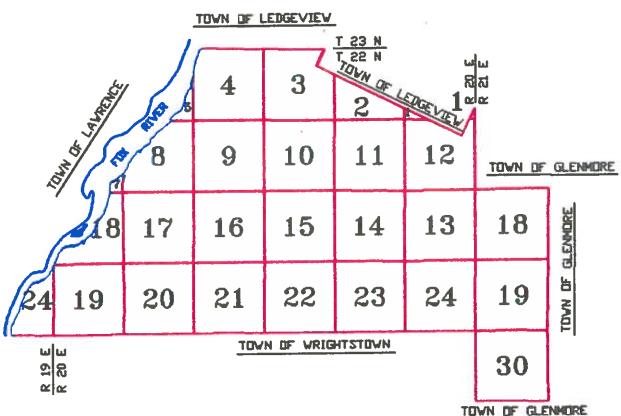 TOWN OF LEDGEVIEW
T 23 N
T 22 N
TOWN OF LEDGEVIEW
R 20 E
R 21 E
TOWN OF LAWRENCE
FOX RIVER
4 3 2 1
8 9 10 11 12
TOWN OF GLENMORE
7
18 17 16 15 14 13 18
TOWN OF GLENMORE
24 19 20 21 22 23 24 19
R 19 E
R 20 E
TOWN OF WRIGHTSTOWN
30
TOWN OF GLENMORE